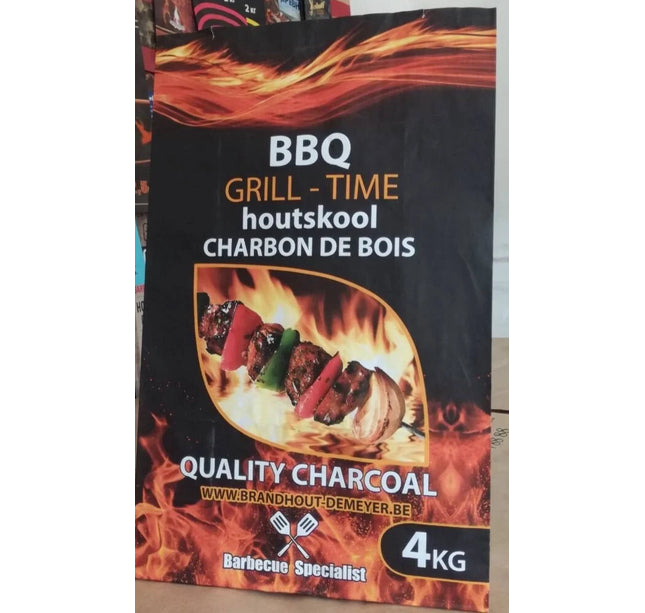 BBQ
GRILL - TIME
houtskool
CHARBON DE BOIS
QUALITY CHARCOAL
WWW.BRANDHOUT-DEMEYER.BE
Barbecue Specialist
4KG